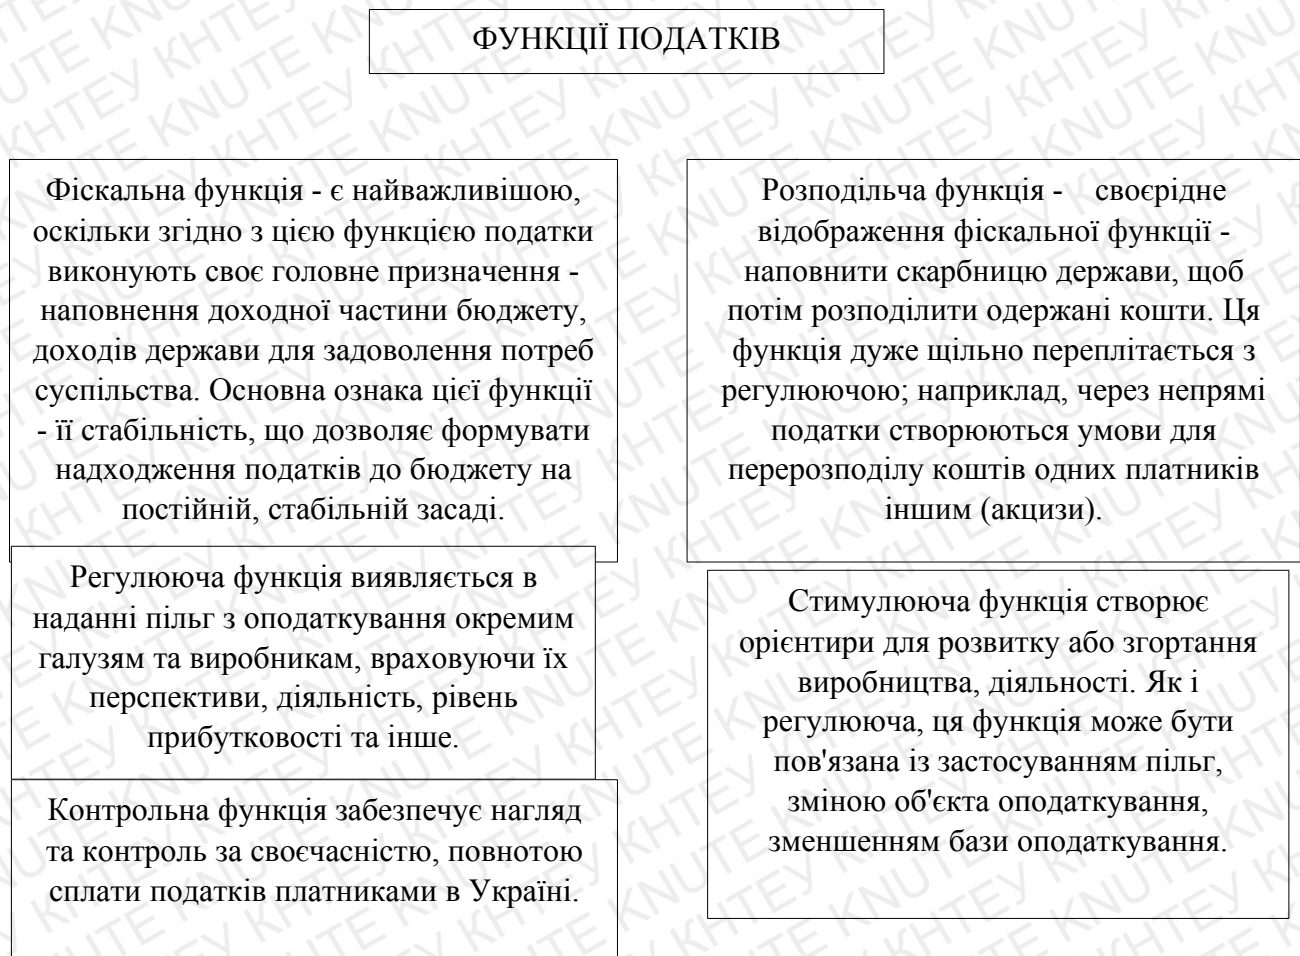 ФУНКЦІЇ ПОДАТКІВ
Фіскальна функція - є найважливішою,
оскільки згідно з цією функцією податки
виконують своє головне призначення -
наповнення доходної частини бюджету,
доходів держави для задоволення потреб
суспільства. Основна ознака цієї функції
- її стабільність, що дозволяє формувати
надходження податків до бюджету на
постійній, стабільній засаді.
Розподільча функція - своєрідне
відображення фіскальної функції -
наповнити скарбницю держави, щоб
потім розподілити одержані кошти. Ця
функція дуже щільно переплітається з
регулюючою; наприклад, через непрямі
податки створюються умови для
перерозподілу коштів одних платників
іншим (акцизи).
Регулююча функція виявляється в
наданні пільг з оподаткування окремим
галузям та виробникам, враховуючи їх
перспективи, діяльність, рівень
прибутковості та інше.
Стимулююча функція створює
орієнтири для розвитку або згортання
виробництва, діяльності. Як і
регулююча, ця функція може бути
пов'язана із застосуванням пільг,
зміною об'єкта оподаткування,
зменшенням бази оподаткування.
Контрольна функція забезпечує нагляд
та контроль за своєчасністю, повнотою
сплати податків платниками в Україні.